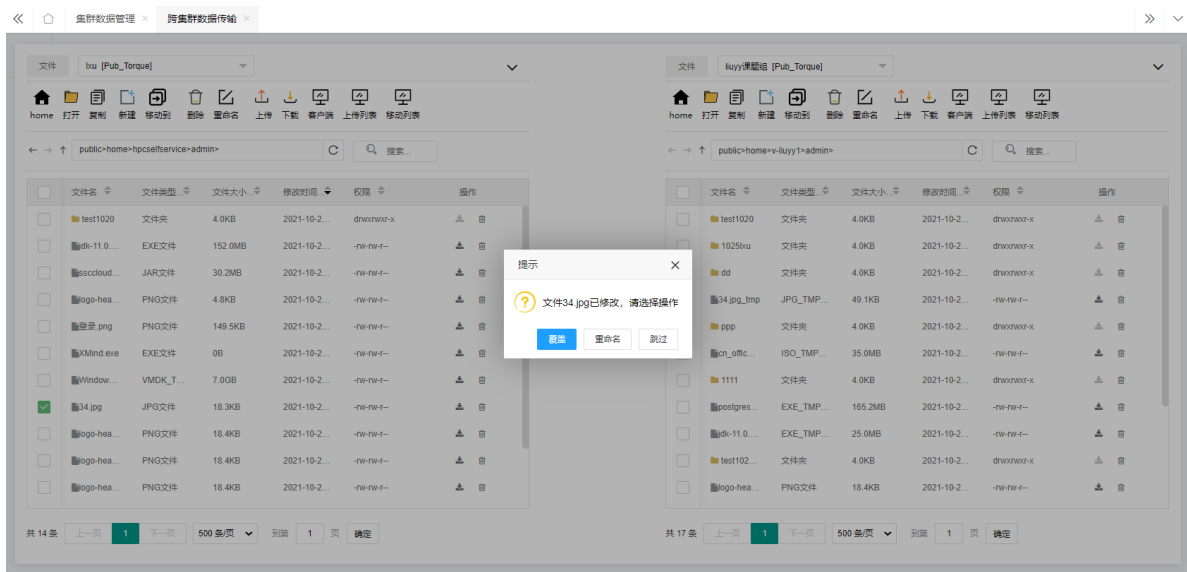 集群数据管理 × 跨集群数据传输 ×
文件 lxu [Pub_Torque]
home 打开 复制 新建 移动到 删除 重命名 上传 下载 客户端 上传列表 移动列表
public>home>hpcselfservice>admin> 搜索...
文件名 文件类型... 文件大小... 修改时间... 权限 操作
test1020 文件夹 4.0KB 2021-10-2... drwxrwxr-x
jdk-11.0.... EXE文件 152.0MB 2021-10-2... -rw-rw-r--
ssccloud... JAR文件 30.2MB 2021-10-2... -rw-rw-r--
logo-hea... PNG文件 4.8KB 2021-10-2... -rw-rw-r--
登录.png PNG文件 149.5KB 2021-10-2... -rw-rw-r--
XMind.exe EXE文件 0B 2021-10-2... -rw-rw-r--
Window... VMDK_T... 7.0GB 2021-10-2... -rw-rw-r--
34.jpg JPG文件 18.3KB 2021-10-2... -rw-rw-r--
logo-hea... PNG文件 18.4KB 2021-10-2... -rw-rw-r--
logo-hea... PNG文件 18.4KB 2021-10-2... -rw-rw-r--
logo-hea... PNG文件 18.4KB 2021-10-2... -rw-rw-r--
共 14 条 上一页 1 下一页 500 条/页 到第 1 页 确定
提示
文件34.jpg已修改，请选择操作
覆盖 重命名 跳过
文件 liuyy课题组 [Pub_Torque]
home 打开 复制 新建 移动到 删除 重命名 上传 下载 客户端 上传列表 移动列表
public>home>v-liuyy1>admin> 搜索...
文件名 文件类型... 文件大小... 修改时间... 权限 操作
test1020 文件夹 4.0KB 2021-10-2... drwxrwxr-x
1025lxu 文件夹 4.0KB 2021-10-2... drwxrwxr-x
dd 文件夹 4.0KB 2021-10-2... drwxrwxr-x
34.jpg_tmp JPG_TMP... 49.1KB 2021-10-2... -rw-rw-r--
ppp 文件夹 4.0KB 2021-10-2... drwxrwxr-x
cn_offic... ISO_TMP... 35.0MB 2021-10-2... -rw-rw-r--
1111 文件夹 4.0KB 2021-10-2... drwxrwxr-x
postgres... EXE_TMP... 165.2MB 2021-10-2... -rw-rw-r--
jdk-11.0.... EXE_TMP... 25.0MB 2021-10-2... -rw-rw-r--
test102... 文件夹 4.0KB 2021-10-2... drwxrwxr-x
logo-hea... PNG文件 18.4KB 2021-10-2... -rw-rw-r--
共 17 条 上一页 1 下一页 500 条/页 到第 1 页 确定